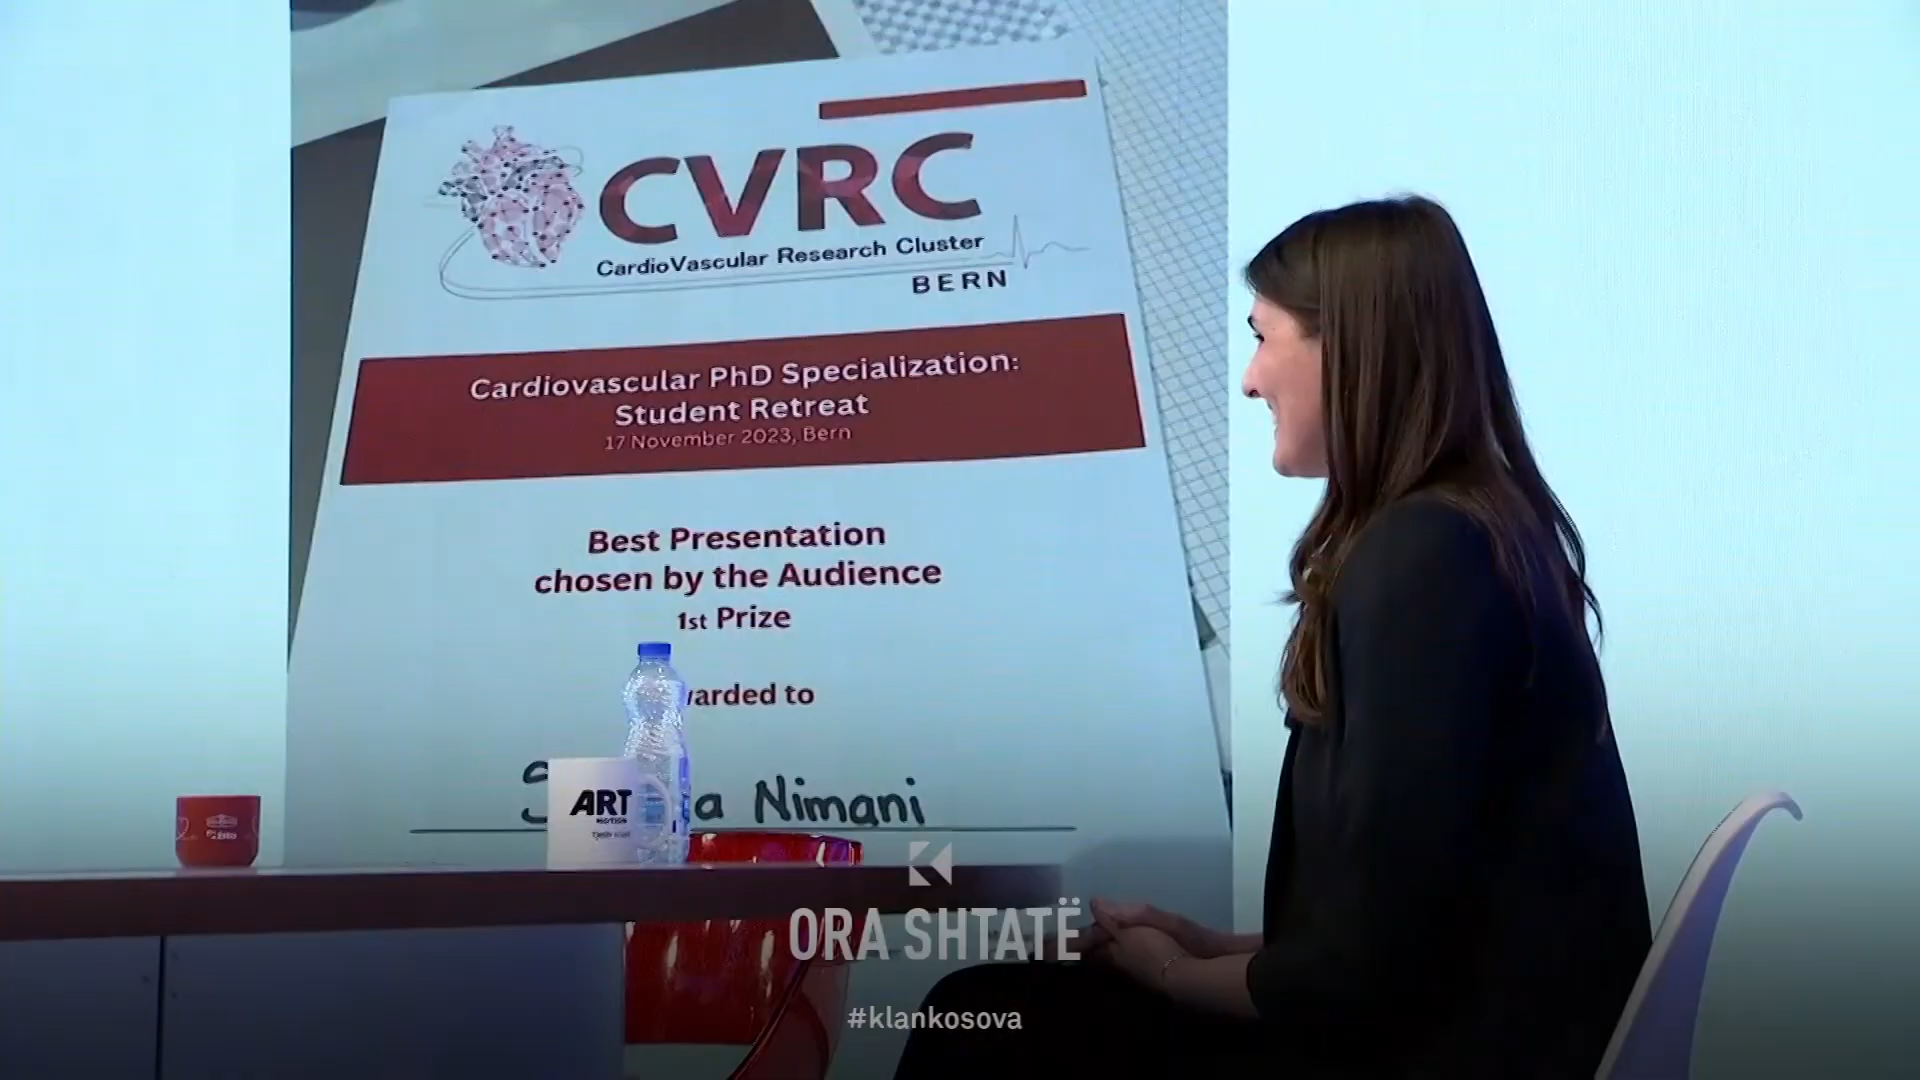 CVRC
CardioVascular Research Cluster
BERN
Cardiovascular PhD Specialization:
Student Retreat
17 November 2023, Bern
Best Presentation
chosen by the Audience
1st Prize
warded to
Nimani
ART
ORA SHTATË
#klankosova